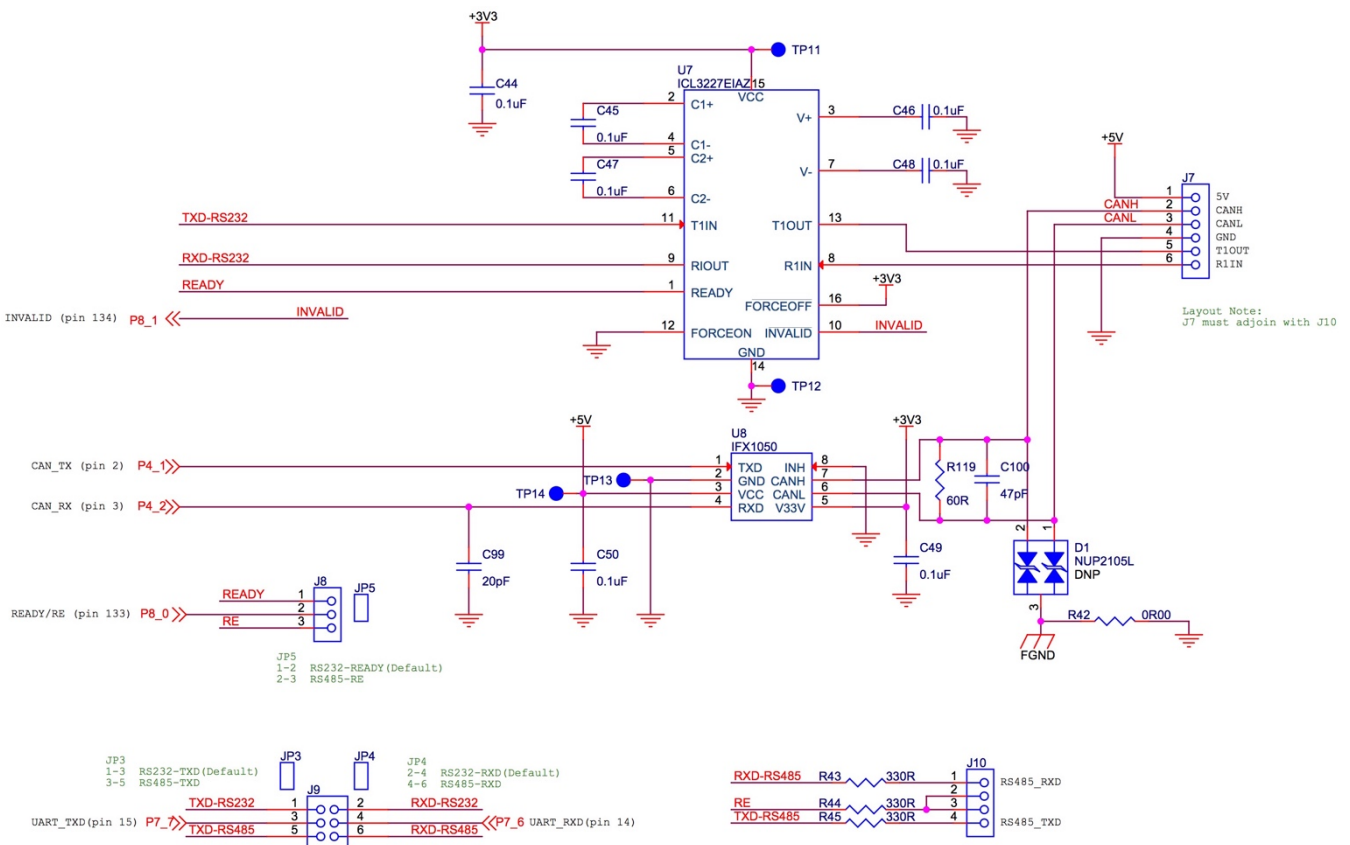 +3V3
TP11
U7
ICL3227EIAZ
15
C44
0.1uF
VCC
2
C1+
C45
0.1uF
V+
3
C46
0.1uF
4
C1-
5
C2+
C47
0.1uF
V-
7
C48
0.1uF
6
C2-
+5V
J7
1
5V
CANH
2
CANH
CANL
3
CANL
4
GND
5
T1OUT
6
R1IN
TXD-RS232
11
T1IN
T1OUT
13
RXD-RS232
9
RIOUT
R1IN
8
READY
1
READY
+3V3
FORCEOFF
16
INVALID (pin 134)
P8_1
INVALID
12
FORCEON
INVALID
10
INVALID
GND
14
TP12
Layout Note:
J7 must adjoin with J10
+5V
U8
IFX1050
+3V3
CAN_TX (pin 2)
P4_1
1
TXD
INH
8
TP13
2
GND
CANH
7
TP14
3
VCC
CANL
6
CAN_RX (pin 3)
P4_2
4
RXD
V33V
5
R119
60R
C100
47pF
C99
20pF
C50
0.1uF
C49
0.1uF
2
1
D1
NUP2105L
DNP
3
R42
0R00
FGND
J8
JP5
READY
1
READY/RE (pin 133)
P8_0
2
RE
3
JP5
1-2 RS232-READY(Default)
2-3 RS485-RE
JP3
1-3 RS232-TXD(Default)
3-5 RS485-TXD
JP3
JP4
JP4
2-4 RS232-RXD(Default)
4-6 RS485-RXD
J9
TXD-RS232
1
2
RXD-RS232
UART_TXD(pin 15)
P7_7
3
4
P7_6
UART_RXD(pin 14)
TXD-RS485
5
6
RXD-RS485
J10
RXD-RS485
R43
330R
1
RS485_RXD
2
RE
R44
330R
3
TXD-RS485
R45
330R
4
RS485_TXD